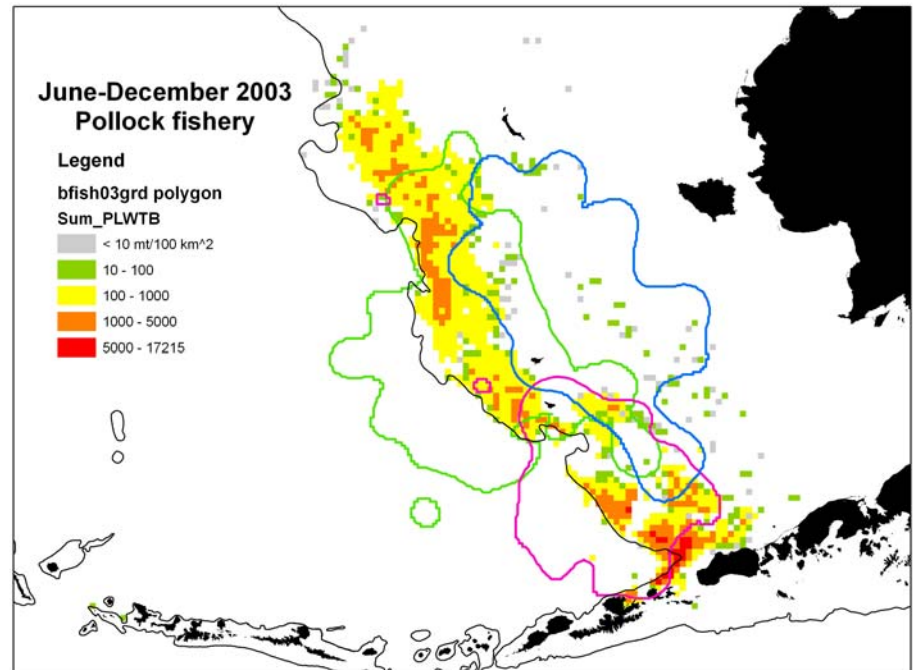 June-December 2003
Pollock fishery
Legend
bfish03grd polygon
Sum_PLWTB
< 10 mt/100 km^2
10 - 100
100 - 1000
1000 - 5000
5000 - 17215